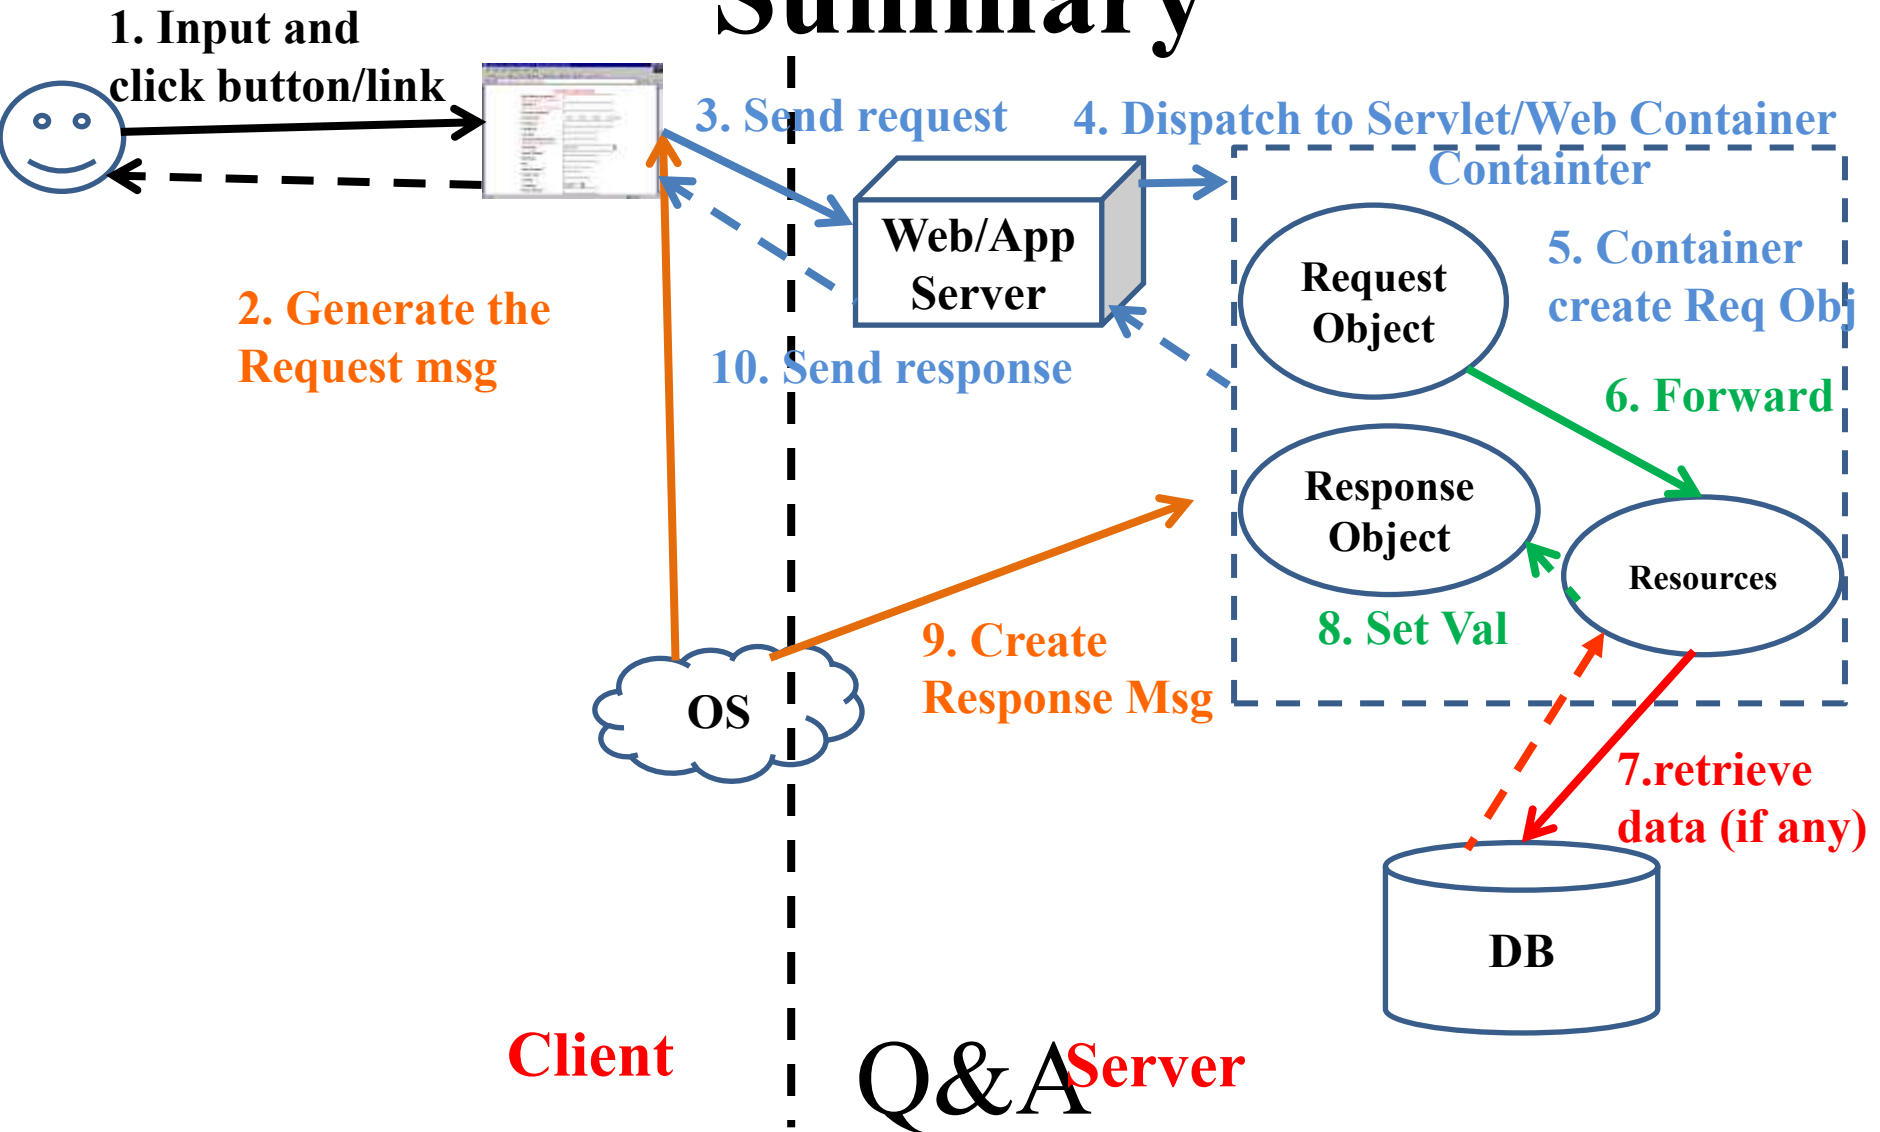 Summary
1. Input and
click button/link
3. Send request
4. Dispatch to Servlet/Web Container
Containter
Web/App
Server
Request
Object
5. Container
create Req Obj
2. Generate the
Request msg
10. Send response
6. Forward
Response
Object
Resources
8. Set Val
9. Create
Response Msg
OS
7.retrieve
data (if any)
DB
Client
Q&A
Server